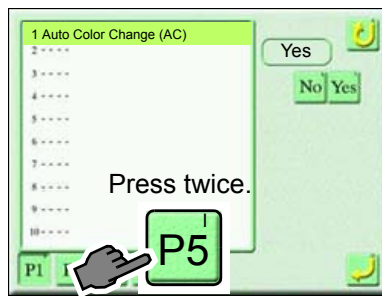 1 Auto Color Change (AC)
2 - - - -
3 - - - -
4 - - - -
5 - - - -
6 - - - -
7 - - - -
8 - - - -
9 - - - -
10 - - - -
Yes
No Yes
Press twice.
P5
P1